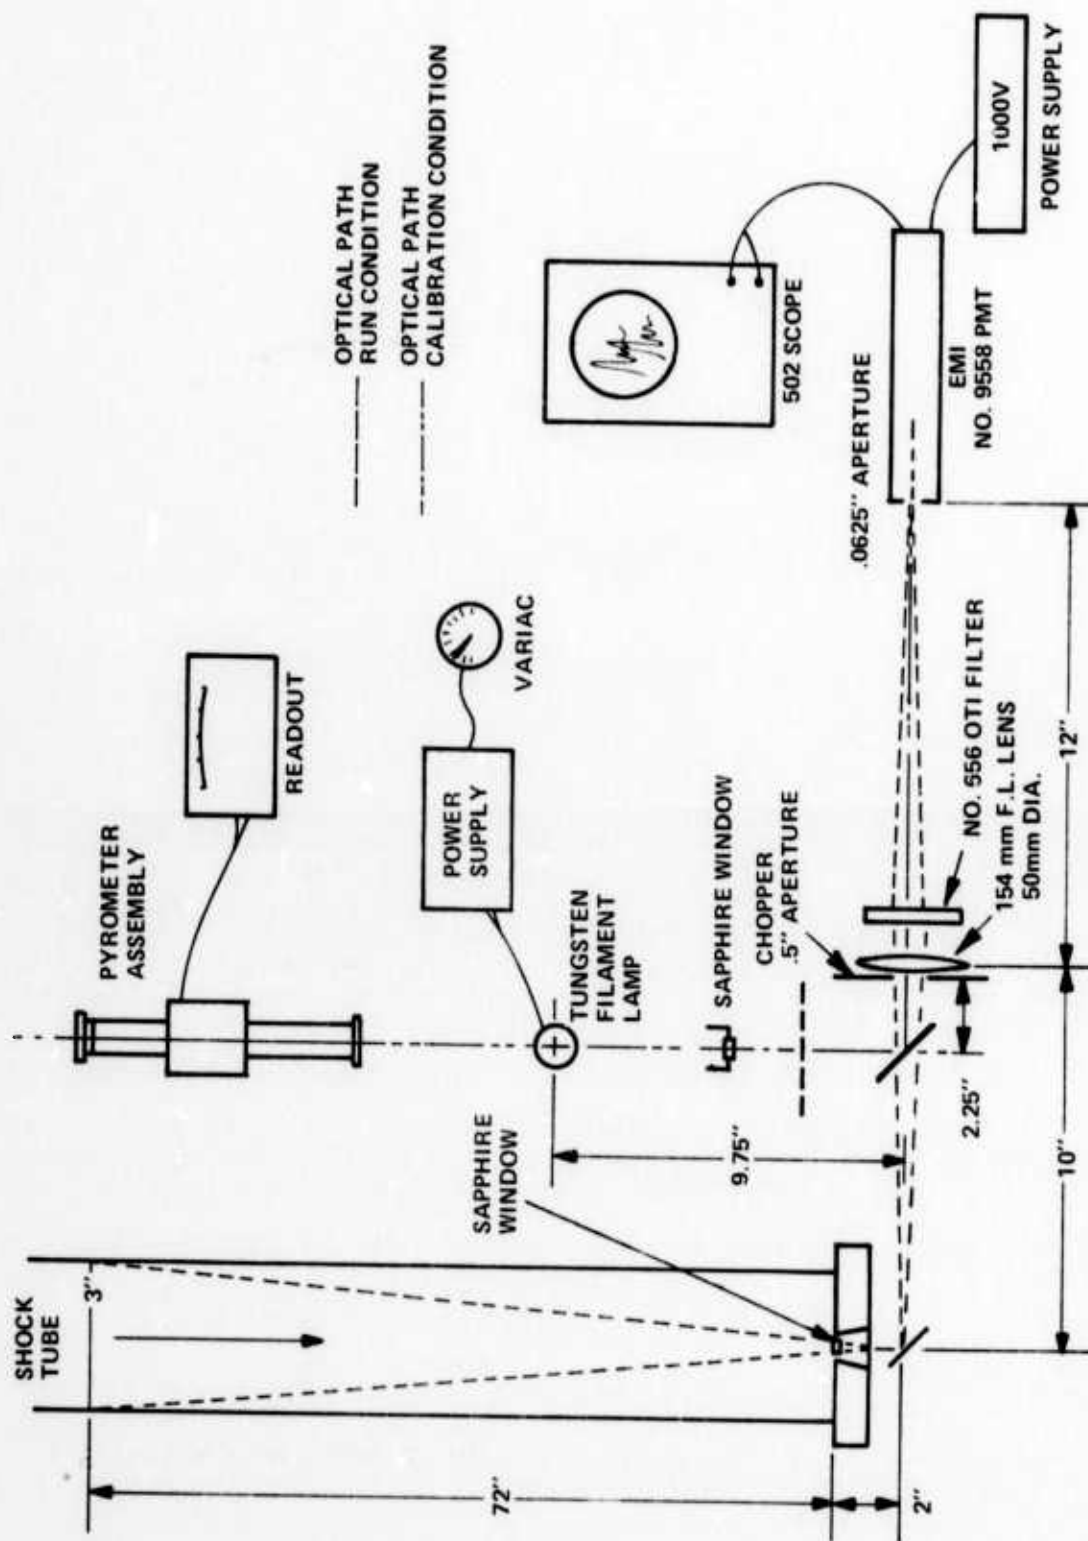 SHOCK
TUBE
3"
72"
2"
SAPPHIRE
WINDOW
PYROMETER
ASSEMBLY
READOUT
OPTICAL PATH
RUN CONDITION
OPTICAL PATH
CALIBRATION CONDITION
POWER
SUPPLY
VARIAC
TUNGSTEN
FILAMENT
LAMP
9.75"
SAPPHIRE WINDOW
CHOPPER
.5" APERTURE
502 SCOPE
.0625" APERTURE
EMI
NO. 9558 PMT
1000V
POWER SUPPLY
NO. 556 OTI FILTER
154 mm F.L. LENS
50mm DIA.
2.25"
10"
12"